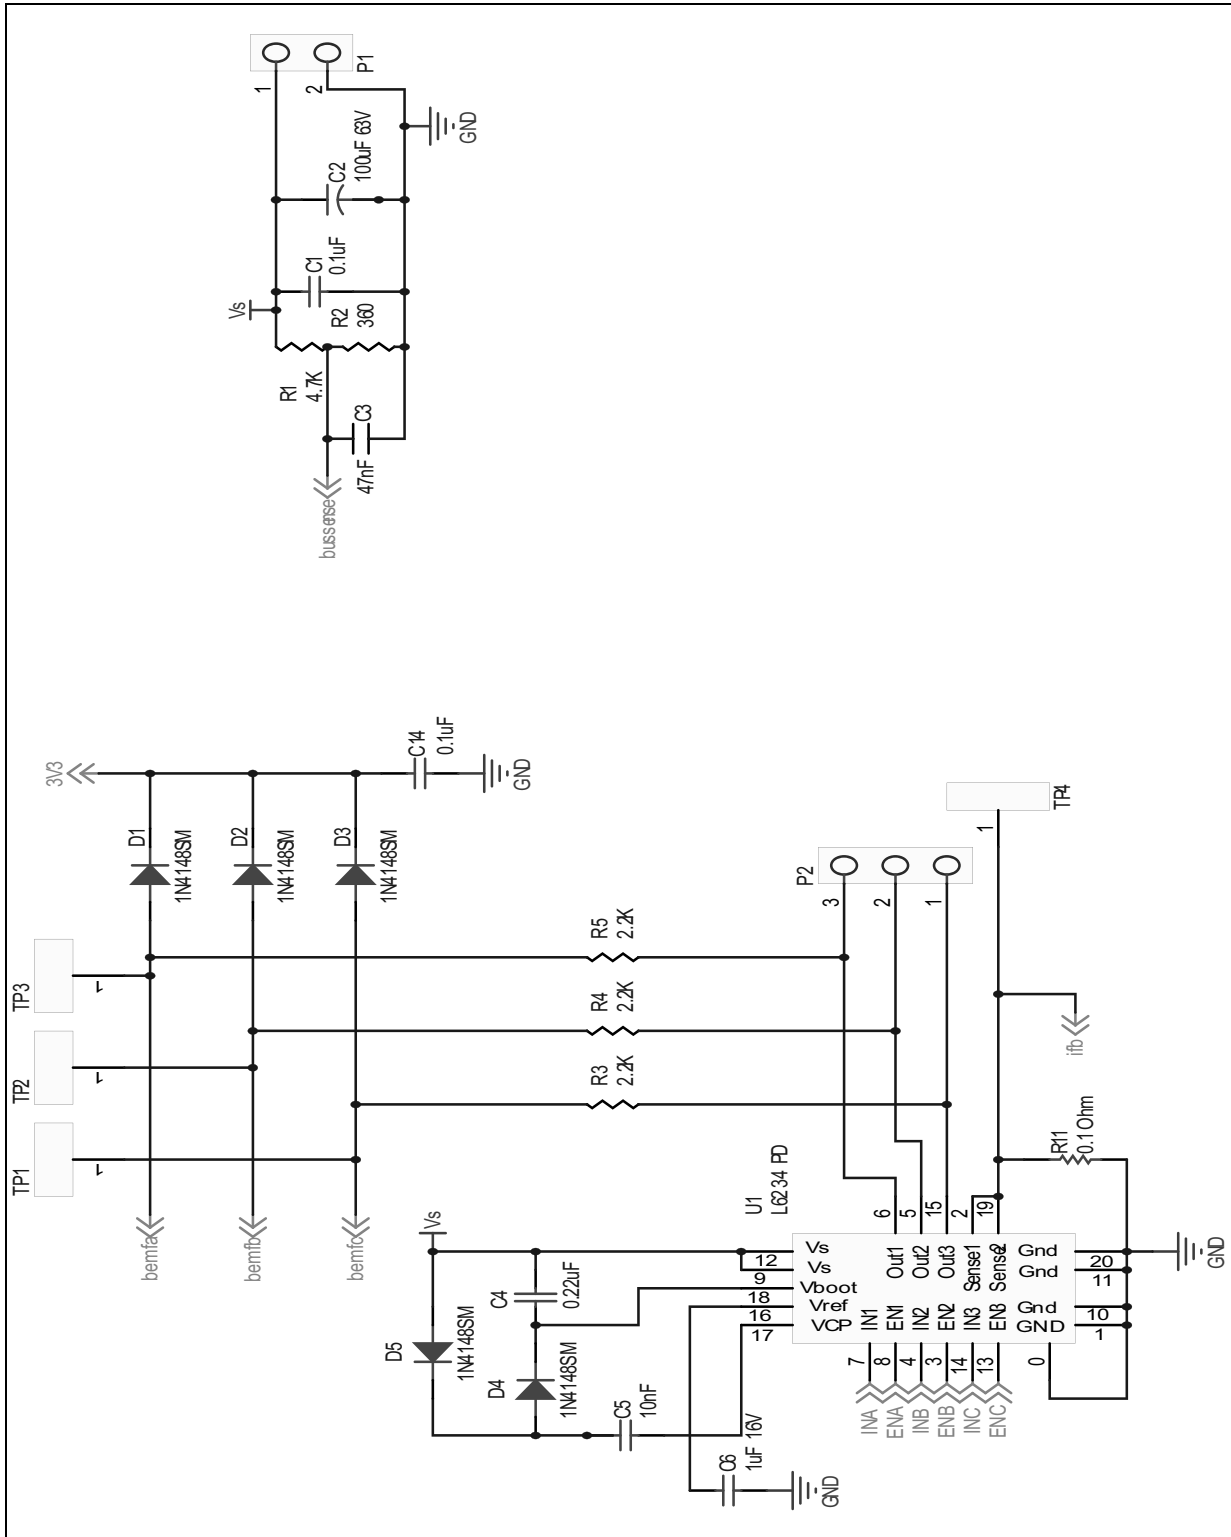 P1
1
2
GND
C2
100uF 63V
C1
0.1uF
Vs
R2
360
R1
4.7K
C3
47nF
bussense
3V3
C14
0.1uF
GND
D1
1N4148SM
D2
1N4148SM
D3
1N4148SM
TP3
1
TP2
1
TP1
1
bemfa
bemfb
bemfc
R5
2.2K
R4
2.2K
R3
2.2K
P2
3
2
1
TP4
1
ifb
R11
0.1 Ohm
U1
L6234 PD
6
5
15
2
19
Vs
Vs
Vboot
Vref
VCP
12
9
18
16
17
Out1
Out2
Out3
Sense1
Sense2
IN1
EN1
IN2
EN2
IN3
EN3
Gnd
Gnd
Gnd
GND
20
11
10
1
0
GND
7
8
4
3
14
13
INA
ENA
INB
ENB
INC
ENC
Vs
C4
0.22uF
D5
1N4148SM
D4
1N4148SM
C5
10nF
C6
1uF 16V
GND